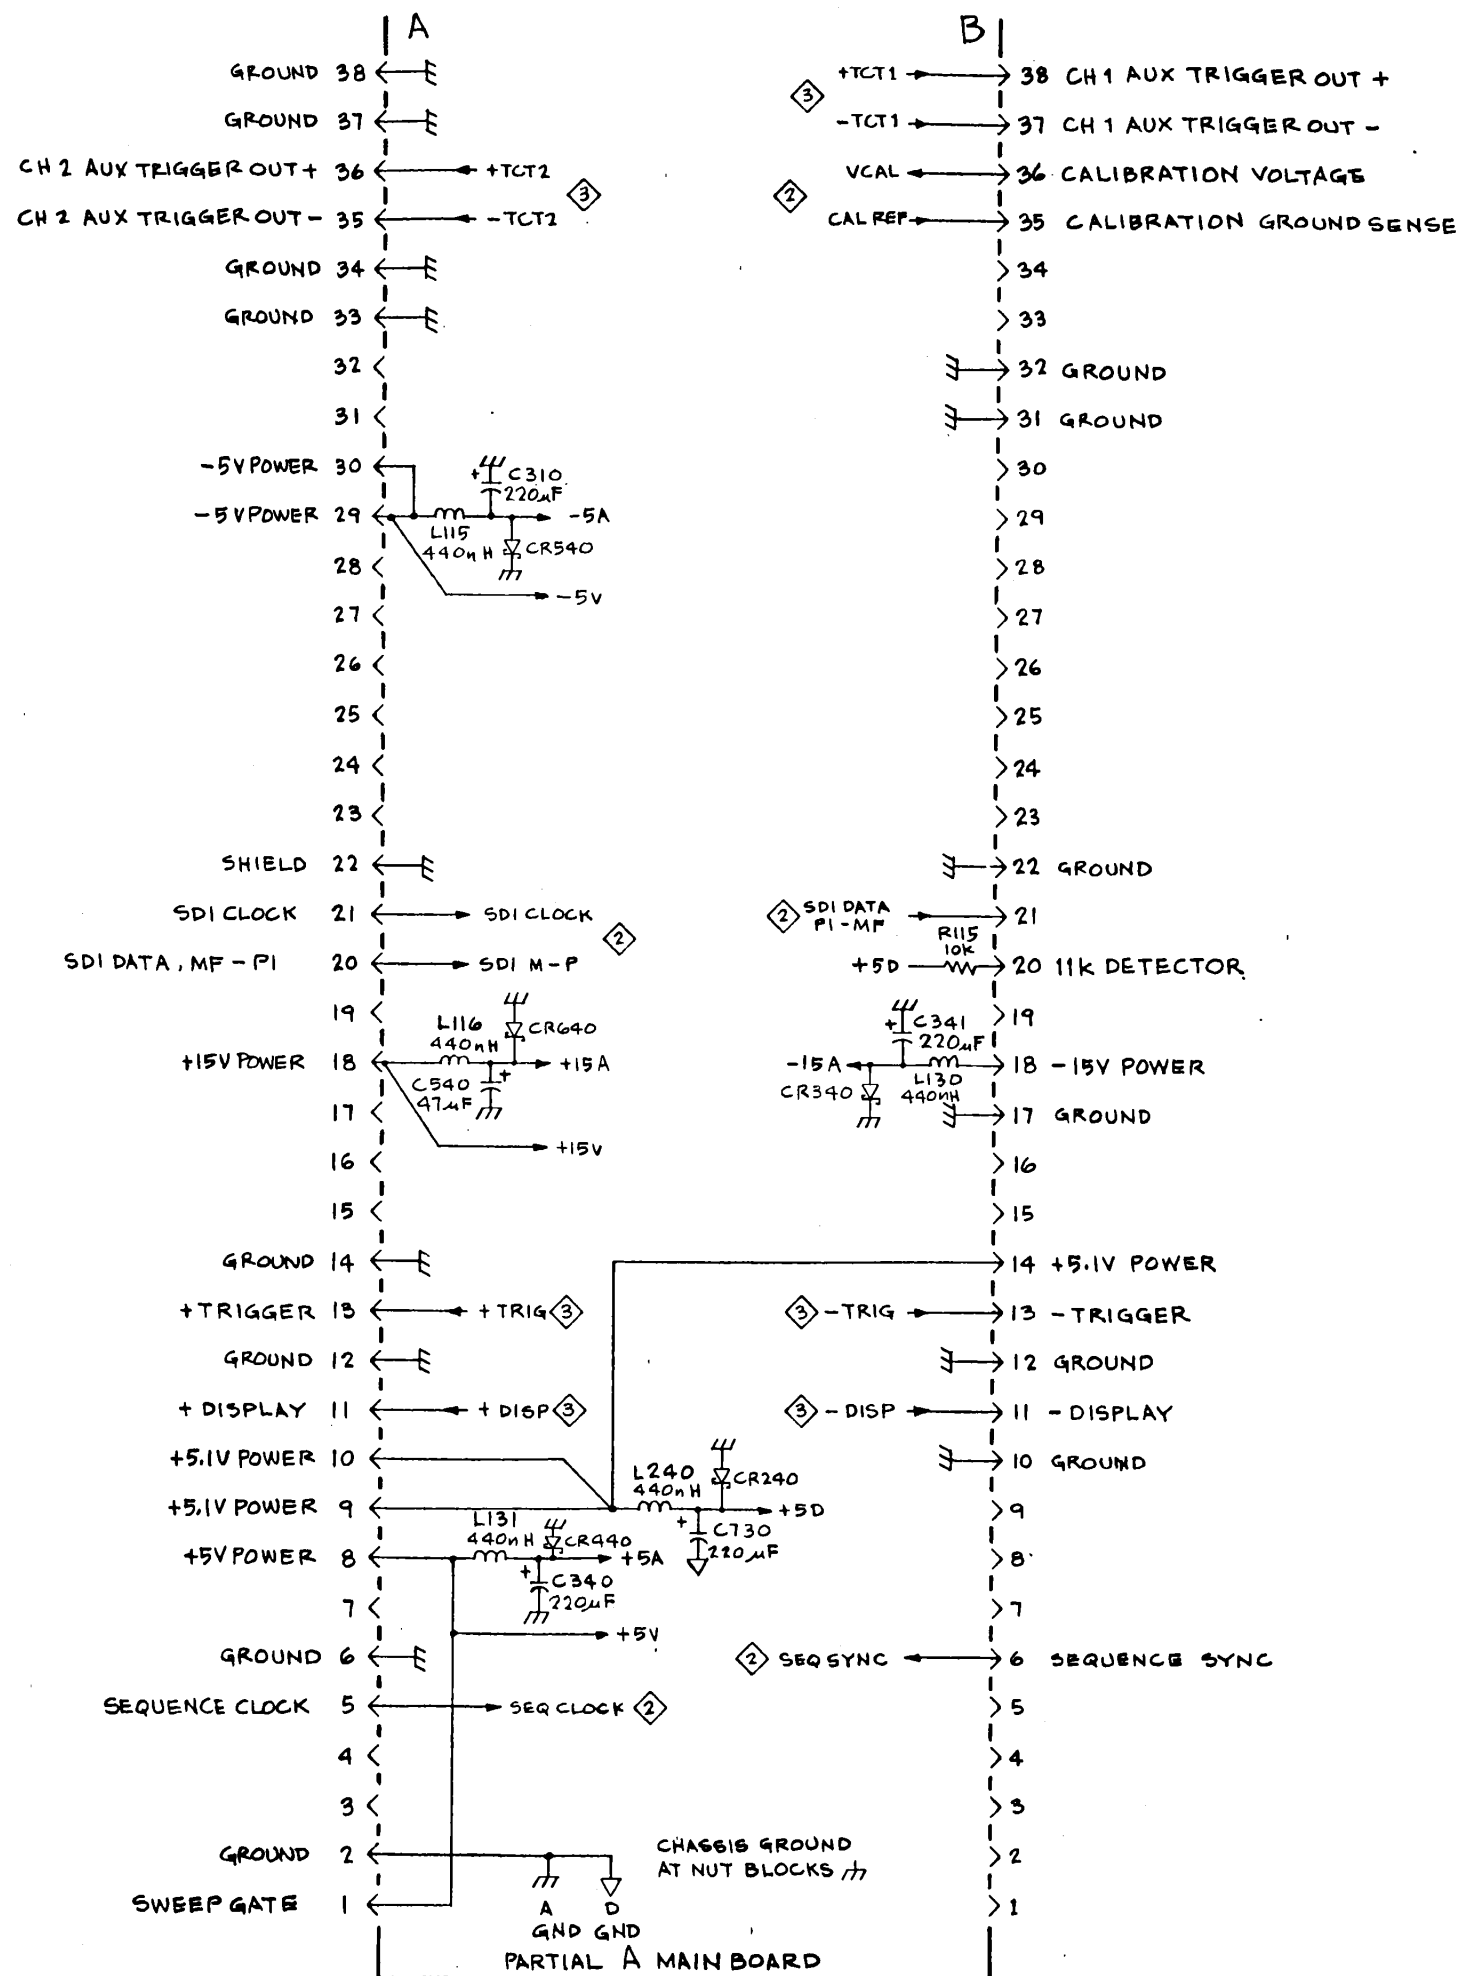 A
B
GROUND 38
GROUND 37
CH 2 AUX TRIGGER OUT + 36 +TCT2
3
CH 2 AUX TRIGGER OUT - 35 -TCT2
GROUND 34
GROUND 33
32
31
-5V POWER 30
C310
220µF
-5V POWER 29
-5A
L115
440nH
CR540
28
-5V
27
26
25
24
23
SHIELD 22
SDI CLOCK 21 SDI CLOCK
2
SDI DATA, MF-PI 20 SDI M-P
19
L116
440nH
CR640
+15V POWER 18 +15A
C540
47µF
17
+15V
16
15
GROUND 14
+TRIGGER 13 +TRIG 3
GROUND 12
+DISPLAY 11 +DISP 3
+5.1V POWER 10
L240
440nH
CR240
+5.1V POWER 9 +5D
C730
220µF
L131
440nH
CR440
+5V POWER 8 +5A
C340
220µF
7
+5V
GROUND 6
SEQUENCE CLOCK 5 SEQ CLOCK 2
4
3
GROUND 2
SWEEP GATE 1
A
GND
D
GND
CHASSIS GROUND
AT NUT BLOCKS
PARTIAL A MAIN BOARD
+TCT1 38 CH 1 AUX TRIGGER OUT +
3
-TCT1 37 CH 1 AUX TRIGGER OUT -
VCAL 36 CALIBRATION VOLTAGE
2
CAL REF 35 CALIBRATION GROUND SENSE
34
33
32 GROUND
31 GROUND
30
29
28
27
26
25
24
23
22 GROUND
2 SDI DATA
PI-MF
21
R115
10K
+5D 20 11K DETECTOR
19
C341
220µF
-15A 18 -15V POWER
CR340
L130
440nH
17 GROUND
16
15
14 +5.1V POWER
3 -TRIG 13 -TRIGGER
12 GROUND
3 -DISP 11 -DISPLAY
10 GROUND
9
8
7
2 SEQ SYNC 6 SEQUENCE SYNC
5
4
3
2
1